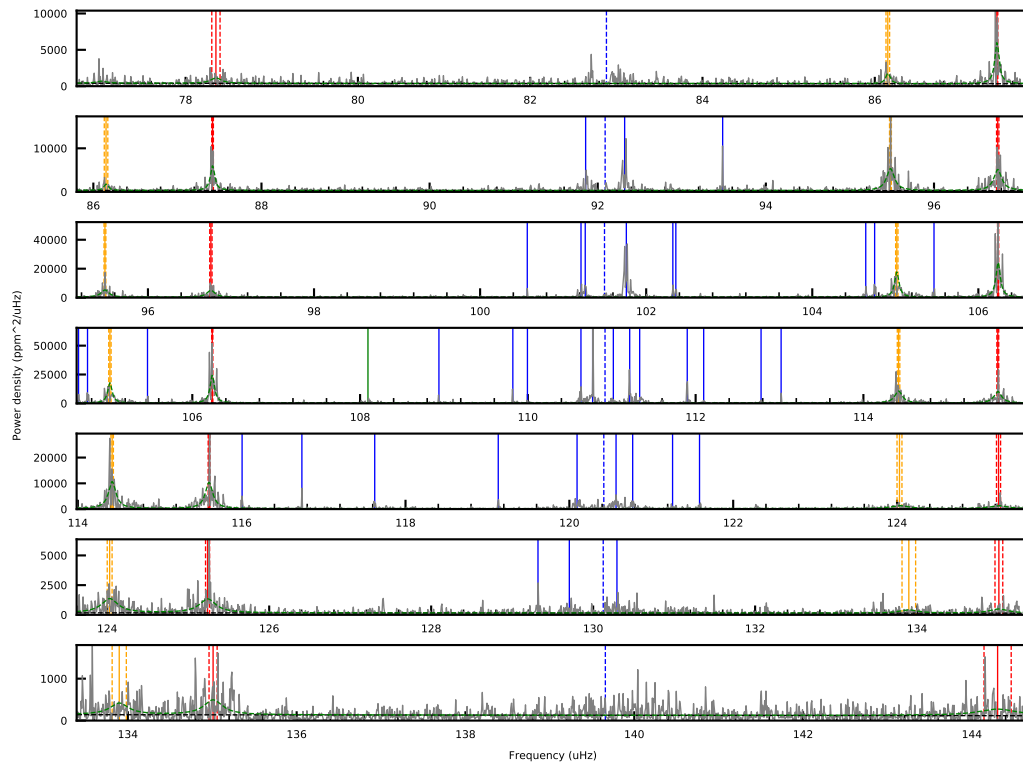 10000
5000
0
78 80 82 84 86
10000
0
86 88 90 92 94 96
40000
20000
0
96 98 100 102 104 106
Power density (ppm^2/uHz)
50000
25000
0
106 108 110 112 114
20000
10000
0
114 116 118 120 122 124
5000
2500
0
124 126 128 130 132 134
1000
0
134 136 138 140 142 144
Frequency (uHz)